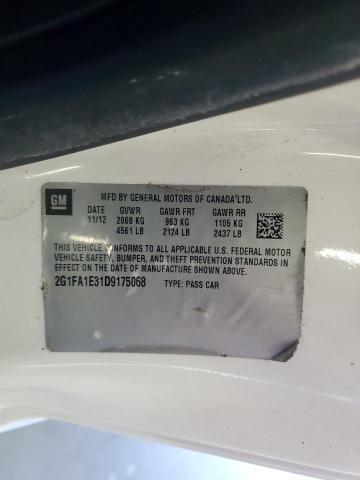 GM
MFD BY GENERAL MOTORS OF CANADA LTD.
DATE GVWR GAWR FRT GAWR RR
11/12 2068 KG 963 KG 1105 KG
4561 LB 2124 LB 2437 LB
THIS VEHICLE CONFORMS TO ALL APPLICABLE U.S. FEDERAL MOTOR
VEHICLE SAFETY, BUMPER, AND THEFT PREVENTION STANDARDS IN
EFFECT ON THE DATE OF MANUFACTURE SHOWN ABOVE.
2G1FA1E31D9175068 TYPE: PASS CAR